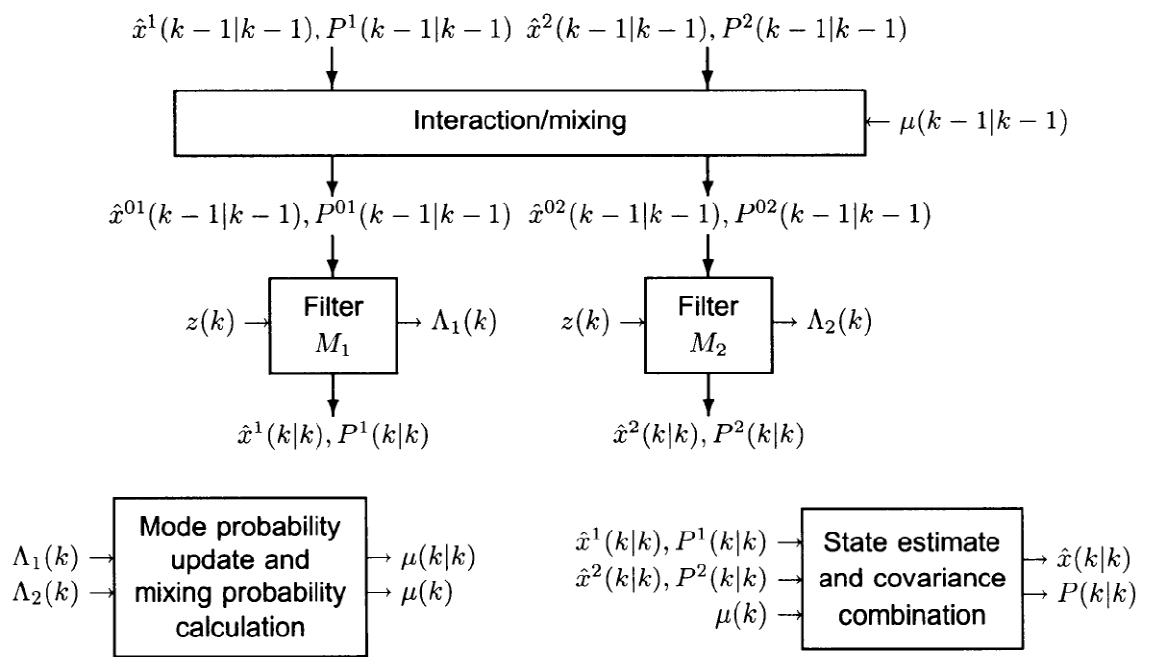 x̂¹(k − 1|k − 1), P¹(k − 1|k − 1) x̂²(k − 1|k − 1), P²(k − 1|k − 1)
Interaction/mixing
μ(k − 1|k − 1)
x̂⁰¹(k − 1|k − 1), P⁰¹(k − 1|k − 1) x̂⁰²(k − 1|k − 1), P⁰²(k − 1|k − 1)
z(k)
Filter
M₁
Λ₁(k)
z(k)
Filter
M₂
Λ₂(k)
x̂¹(k|k), P¹(k|k)
x̂²(k|k), P²(k|k)
Λ₁(k)
Λ₂(k)
Mode probability
update and
mixing probability
calculation
μ(k|k)
μ(k)
x̂¹(k|k), P¹(k|k)
x̂²(k|k), P²(k|k)
μ(k)
State estimate
and covariance
combination
x̂(k|k)
P(k|k)